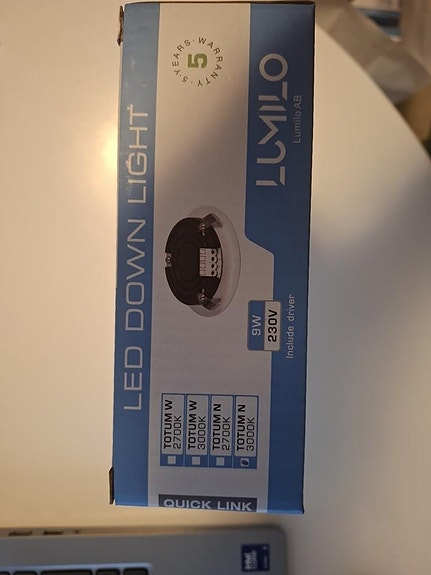 LED DOWN LIGHT
5 YEARS · WARRANTY ·
5
LUMILO
Lumilo AB
9W
230V
Include driver
TOTUM W
2700K
TOTUM W
3000K
TOTUM N
2700K
TOTUM N
3000K
QUICK LINK